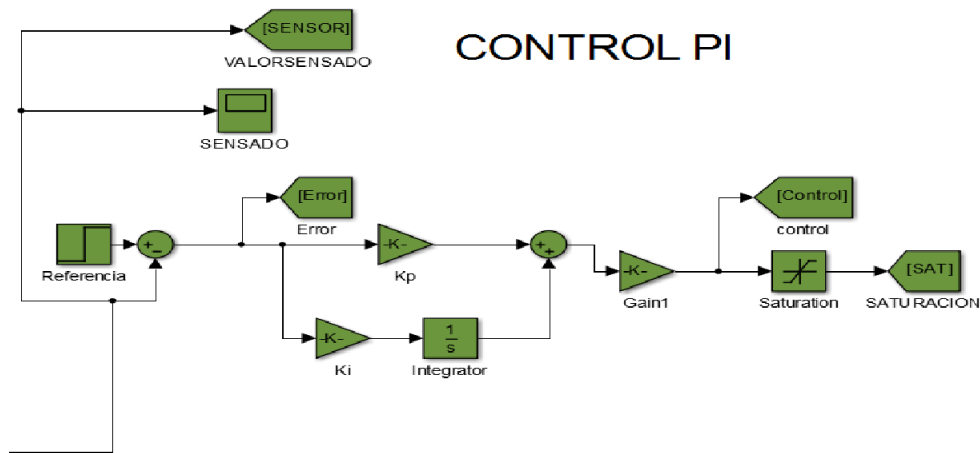 [SENSOR]
VALORSENSADO
CONTROL PI
SENSADO
[Error]
Error
[Control]
control
+
−
Referencia
-K-
Kp
+
+
-K-
Gain1
Saturation
[SAT]
SATURACION
-K-
Ki
1
s
Integrator